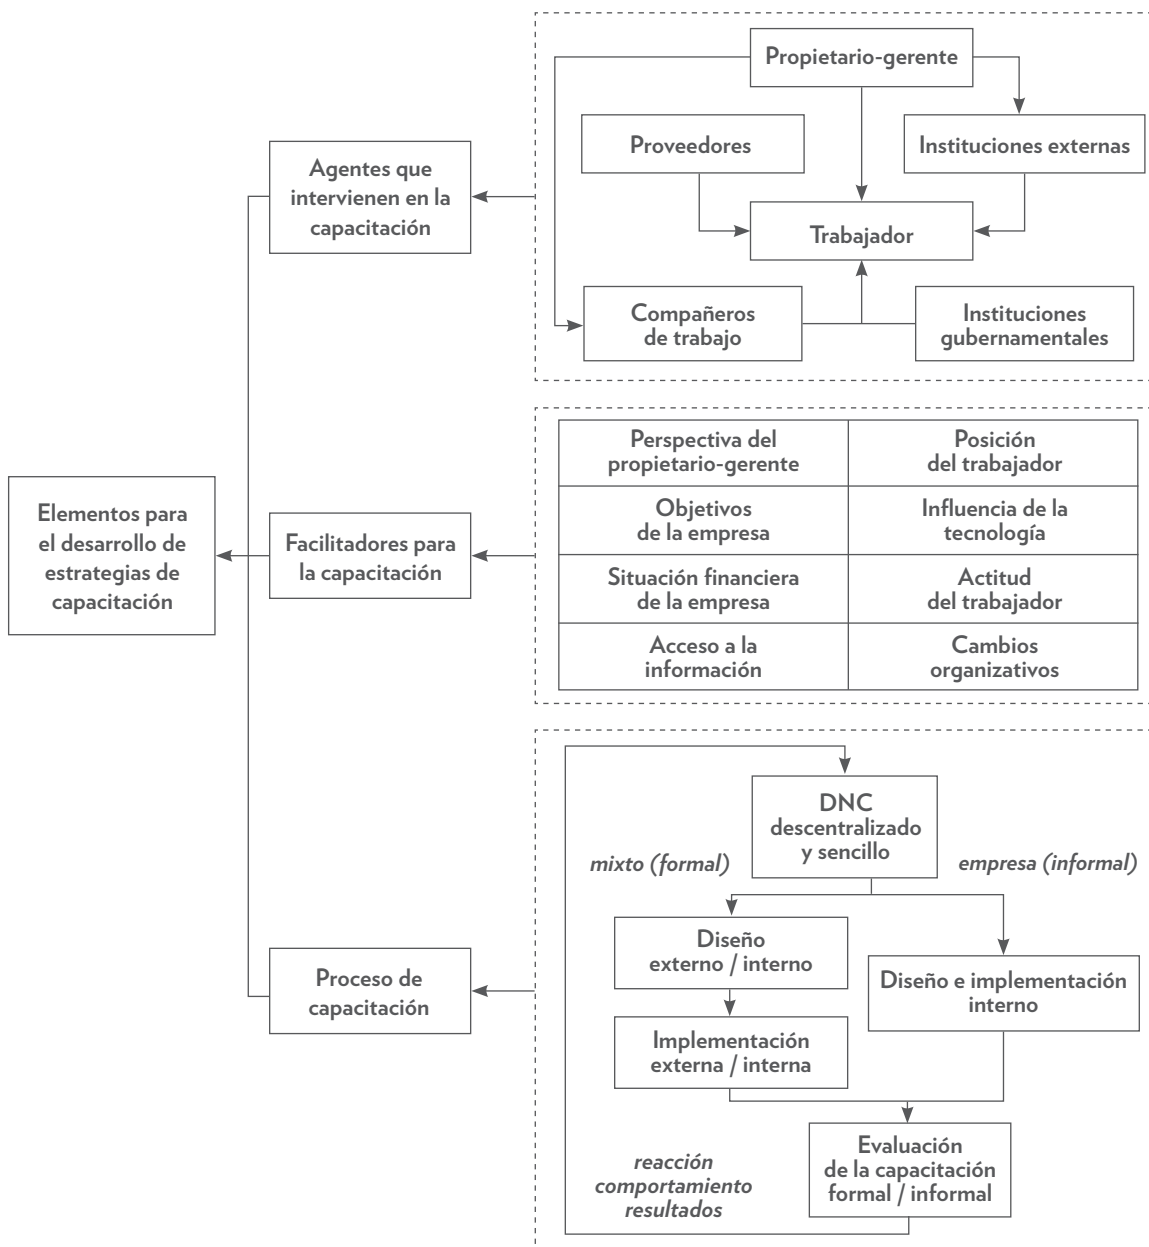 Propietario-gerente
Proveedores
Instituciones externas
Agentes que
intervienen en la
capacitación
Trabajador
Compañeros
de trabajo
Instituciones
gubernamentales
Elementos para
el desarrollo de
estrategias de
capacitación
Facilitadores para
la capacitación
Perspectiva del
propietario-gerente
Posición
del trabajador
Objetivos
de la empresa
Influencia de la
tecnología
Situación financiera
de la empresa
Actitud
del trabajador
Acceso a la
información
Cambios
organizativos
Proceso de
capacitación
DNC
descentralizado
y sencillo
mixto (formal)
empresa (informal)
Diseño
externo / interno
Diseño e implementación
interno
Implementación
externa / interna
Evaluación
de la capacitación
formal / informal
reacción
comportamiento
resultados